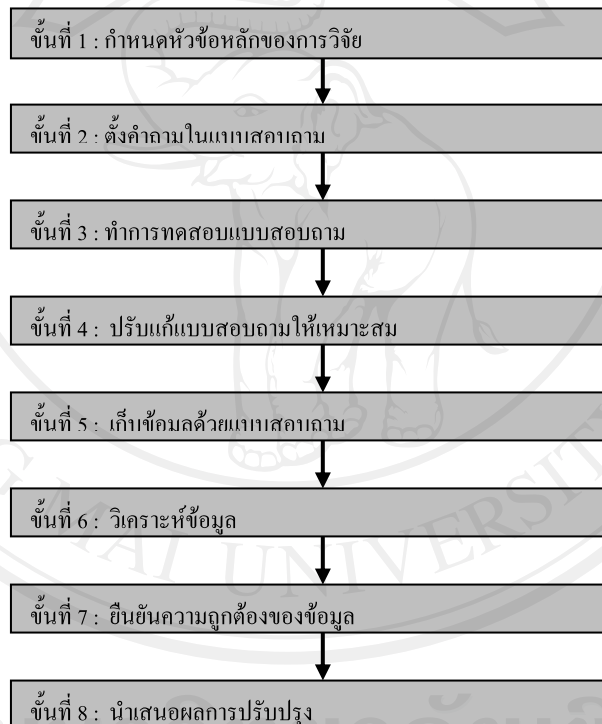 ขั้นที่ 1 : กำหนดหัวข้อหลักของการวิจัย
ขั้นที่ 2 : ตั้งคำถามในแบบสอบถาม
ขั้นที่ 3 : ทำการทดสอบแบบสอบถาม
ขั้นที่ 4 : ปรับแก้แบบสอบถามให้เหมาะสม
ขั้นที่ 5 : เก็บข้อมูลด้วยแบบสอบถาม
ขั้นที่ 6 : วิเคราะห์ข้อมูล
MAI UNIVERSIT
ขั้นที่ 7 : ยืนยันความถูกต้องของข้อมูล
ขั้นที่ 8 : นำเสนอผลการปรับปรุง